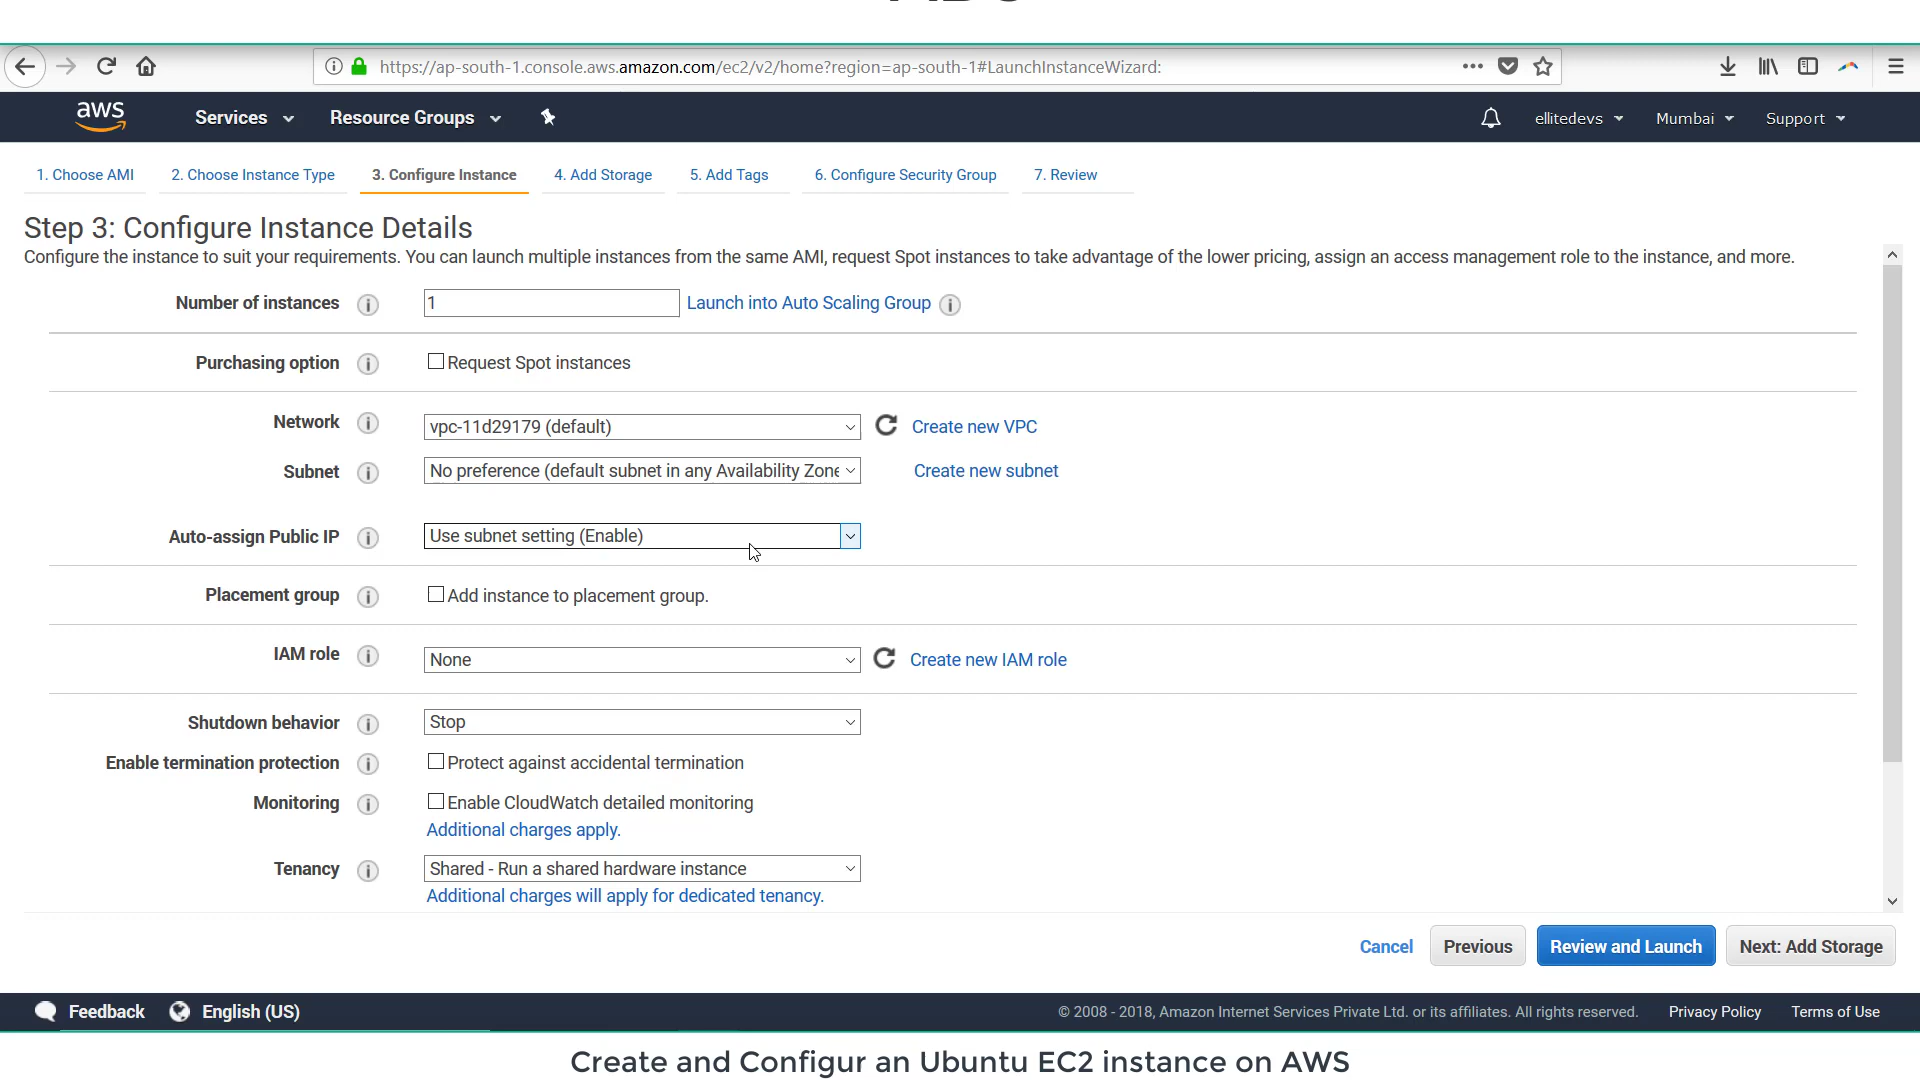 https://ap-south-1.console.aws.amazon.com/ec2/v2/home?region=ap-south-1#LaunchInstanceWizard:
aws Services Resource Groups ellitedevs Mumbai Support
1. Choose AMI 2. Choose Instance Type 3. Configure Instance 4. Add Storage 5. Add Tags 6. Configure Security Group 7. Review
Step 3: Configure Instance Details
Configure the instance to suit your requirements. You can launch multiple instances from the same AMI, request Spot instances to take advantage of the lower pricing, assign an access management role to the instance, and more.
Number of instances 1 Launch into Auto Scaling Group
Purchasing option Request Spot instances
Network vpc-11d29179 (default) Create new VPC
Subnet No preference (default subnet in any Availability Zone Create new subnet
Auto-assign Public IP Use subnet setting (Enable)
Placement group Add instance to placement group.
IAM role None Create new IAM role
Shutdown behavior Stop
Enable termination protection Protect against accidental termination
Monitoring Enable CloudWatch detailed monitoring
Additional charges apply.
Tenancy Shared - Run a shared hardware instance
Additional charges will apply for dedicated tenancy.
Cancel Previous Review and Launch Next: Add Storage
Feedback English (US) © 2008 - 2018, Amazon Internet Services Private Ltd. or its affiliates. All rights reserved. Privacy Policy Terms of Use
Create and Configur an Ubuntu EC2 instance on AWS